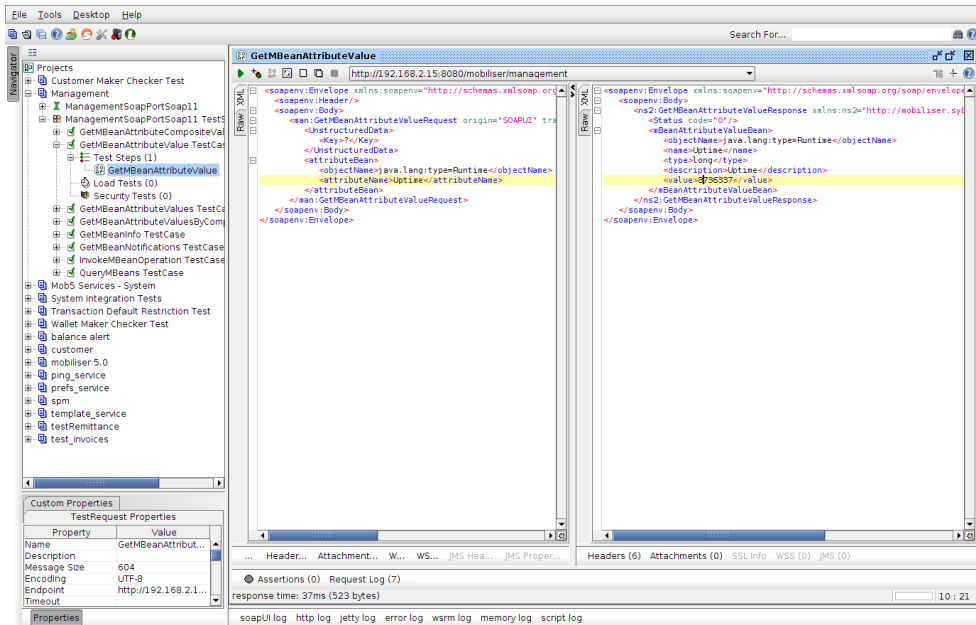 File Tools Desktop Help
Search For...
Navigator
Projects
Customer Maker Checker Test
Management
ManagementSoapPortSoap11
ManagementSoapPortSoap11 TestS
GetMBeanAttributeCompositeVal
GetMBeanAttributeValue TestCas
Test Steps (1)
GetMBeanAttributeValue
Load Tests (0)
Security Tests (0)
GetMBeanAttributeValues TestCa
GetMBeanAttributeValuesByComp
GetMBeanInfo TestCase
GetMBeanNotifications TestCase
InvokeMBeanOperation TestCase
QueryMBeans TestCase
Mob5 Services - System
System Integration Tests
Transaction Default Restriction Test
Wallet Maker Checker Test
balance alert
customer
mobiliser 5.0
ping_service
prefs_service
spm
template_service
testRemittance
test_invoices
Custom Properties
TestRequest Properties
Property Value
Name GetMBeanAttribut...
Description
Message Size 604
Encoding UTF-8
Endpoint http://192.168.2.1...
Timeout
Properties
GetMBeanAttributeValue
http://192.168.2.15:8080/mobiliser/management
XML
Raw
<soapenv:Envelope xmlns:soapenv="http://schemas.xmlsoap.org
<soapenv:Header/>
<soapenv:Body>
<man:GetMBeanAttributeValueRequest origin="SOAPUI" tra
<UnstructuredData>
<Key>?</Key>
</UnstructuredData>
<attributeBean>
<objectName>java.lang:type=Runtime</objectName>
<attributeName>Uptime</attributeName>
</attributeBean>
</man:GetMBeanAttributeValueRequest>
</soapenv:Body>
</soapenv:Envelope>
XML
Raw
<soapenv:Envelope xmlns:soapenv="http://schemas.xmlsoap.org/soap/envelope
<soapenv:Body>
<ns2:GetMBeanAttributeValueResponse xmlns:ns2="http://mobiliser.syb
<Status code="0"/>
<mBeanAttributeValueBean>
<objectName>java.lang:type=Runtime</objectName>
<name>Uptime</name>
<type>long</type>
<description>Uptime</description>
<value>8736337</value>
</mBeanAttributeValueBean>
</ns2:GetMBeanAttributeValueResponse>
</soapenv:Body>
</soapenv:Envelope>
... Header... Attachment... W... WS... JMS Hea... JMS Proper...
Headers (6) Attachments (0) SSL Info WSS (0) JMS (0)
Assertions (0) Request Log (7)
response time: 37ms (523 bytes)
10 : 21
soapUI log http log jetty log error log wsrm log memory log script log